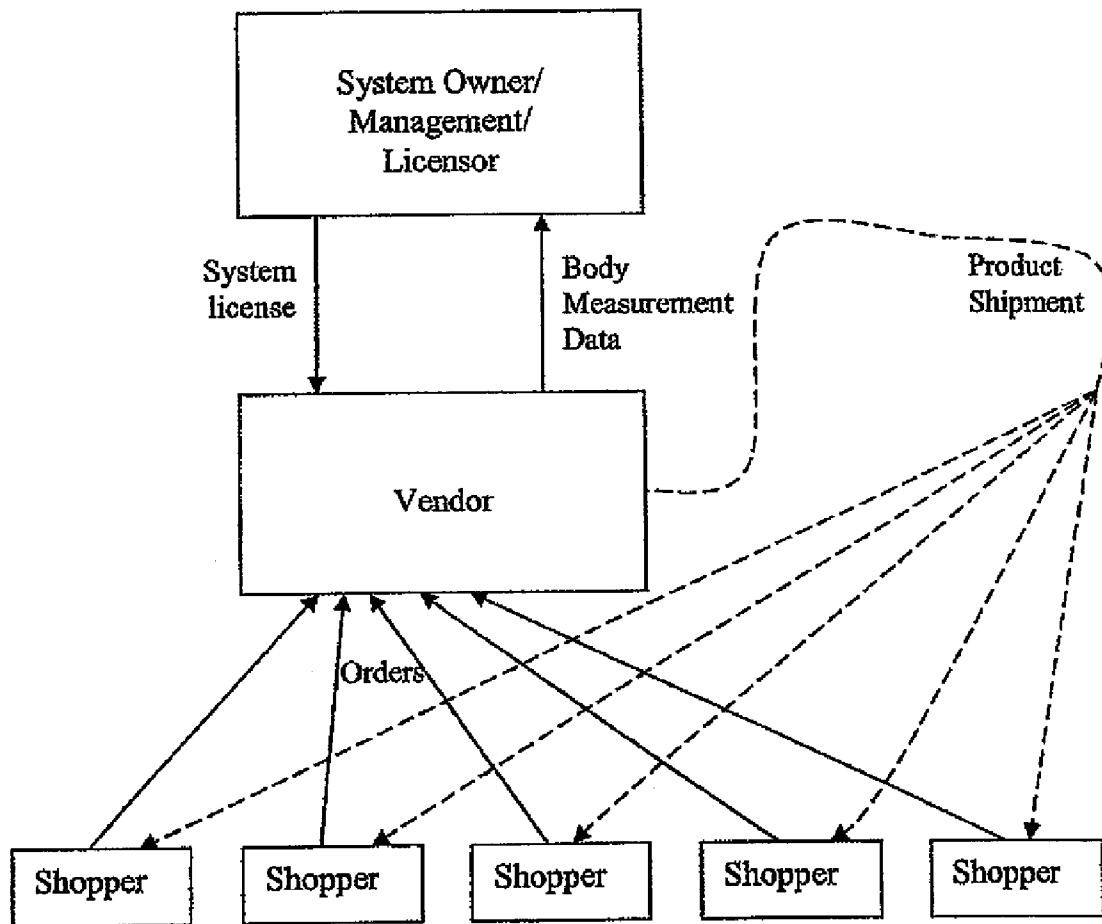 System Owner/
Management/
Licensor
System
license
Body
Measurement
Data
Product
Shipment
Vendor
Orders
Shopper
Shopper
Shopper
Shopper
Shopper